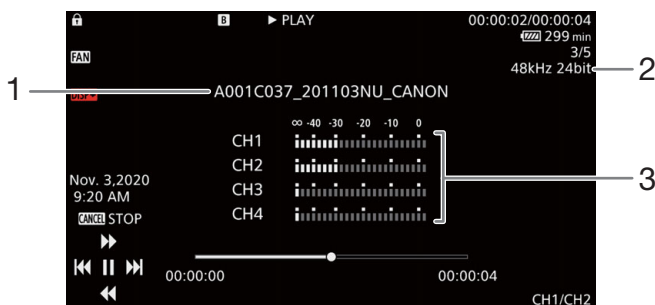 B ► PLAY 00:00:02/00:00:04
299 min
FAN 3/5
48kHz 24bit 2
1 A001C037_201103NU_CANON
∞ -40 -30 -20 -10 0
CH1
CH2
CH3 3
CH4
Nov. 3,2020
9:20 AM
CANCEL STOP
00:00:00 00:00:04
CH1/CH2